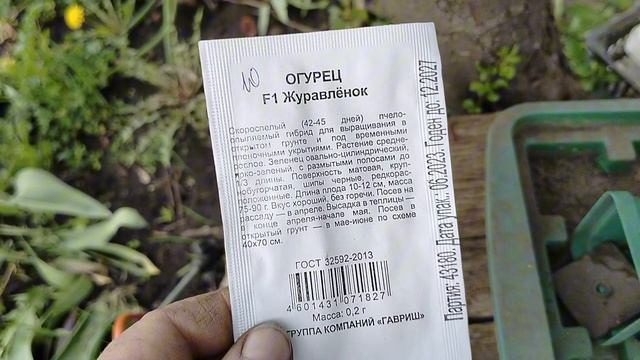 10
ОГУРЕЦ
F1 Журавлёнок
Скороспелый (42-45 дней) пчело-
опыляемый гибрид для выращивания в
открытом грунте и под временными
пленочными укрытиями. Растение средне-
рослое. Зеленец овально-цилиндрический,
ярко-зеленый, с размытыми полосами до
1/3 длины. Поверхность матовая, круп-
нобугорчатая, шипы черные, редкорас-
положенные. Длина плода 10-12 см, масса
75-90 г. Вкус хороший, без горечи. Посев на
рассаду — в апреле. Высадка в теплицы —
в конце апреля-начале мая. Посев в
открытый грунт — в мае-июне по схеме
40х70 см.
ГОСТ 32592-2013
4 601431 071827
Масса: 0,2 г
ГРУППА КОМПАНИЙ «ГАВРИШ»
Партия: 43180 Дата упак.: 06.2023. Годен до: 12.2027